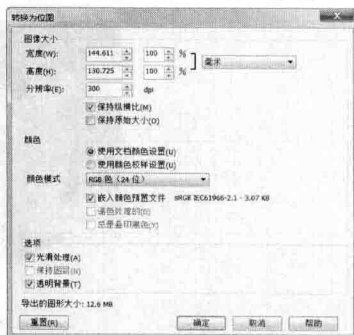 转换为位图
图像大小
宽度(W): 144.611 100 %
毫米
高度(H): 130.725 100 %
分辨率(E): 300 dpi
保持纵横比(M)
保持原始大小(O)
颜色
使用文档颜色设置(U)
使用颜色校样设置(U)
颜色模式 RGB 色（24 位）
嵌入颜色预置文件 sRGB IEC61966-2.1 - 3.07 KB
递色处理的(D)
总是叠印黑色(Y)
选项
光滑处理(A)
保持图层(N)
透明背景(T)
导出的图形大小: 12.6 MB
重置(R) 确定 取消 帮助